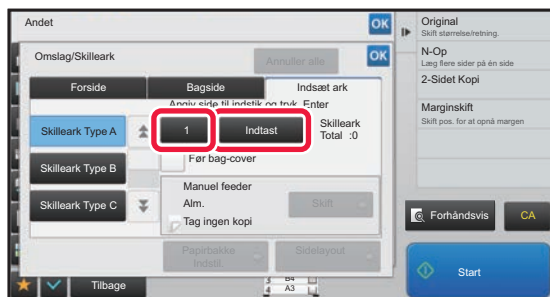 Andet
OK
Omslag/Skilleark
Annuller alle
OK
Forside
Bagside
Indsæt ark
Angiv side til indstik og tryk Enter
Skilleark Type A
1
Indtast
Skilleark
Total :0
Før bag-cover
Skilleark Type B
Manuel feeder
Alm.
Skift
Skilleark Type C
Tag ingen kopi
Papirbakke
Indstil.
Sidelayout
Tilbage
B4
A3
Original
Skift størrelse/retning.
N-Op
Læg flere sider på én side
2-Sidet Kopi
Marginskift
Skift pos. for at opnå margen
Forhåndsvis
CA
Start